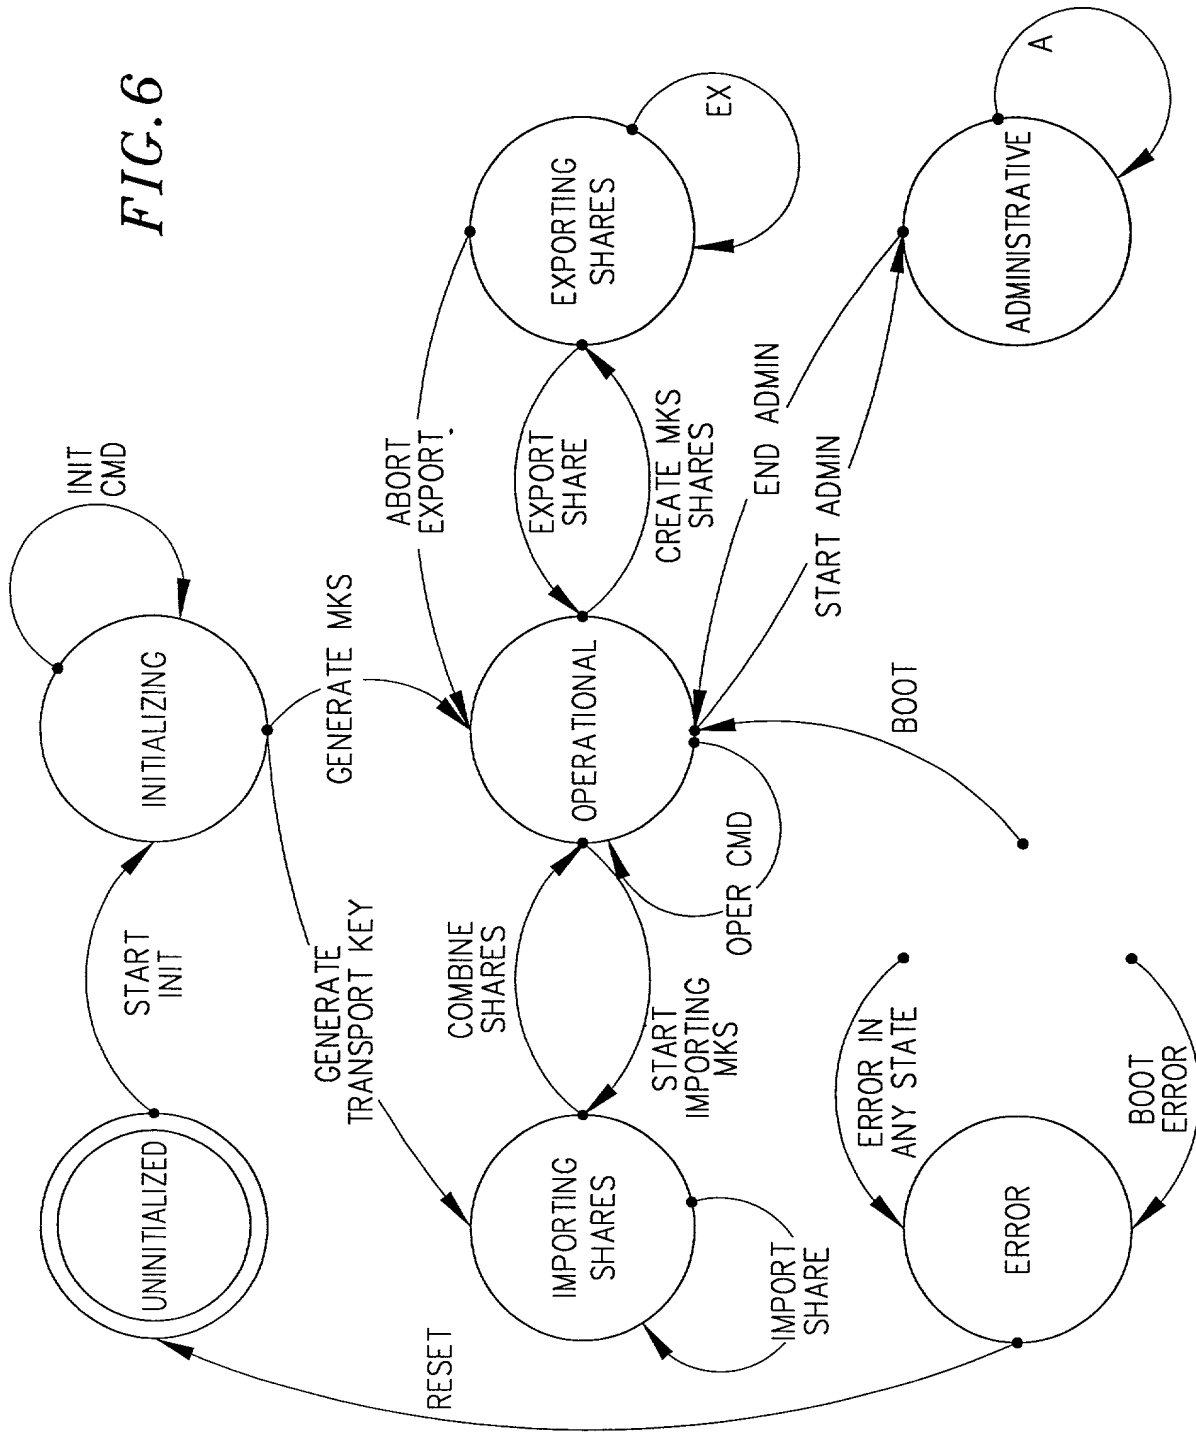 FIG. 6
UNINITIALIZED
START
INIT
INITIALIZING
INIT
CMD
RESET
GENERATE
TRANSPORT KEY
GENERATE MKS
ABORT
EXPORT
IMPORTING
SHARES
COMBINE
SHARES
START
IMPORTING
MKS
OPERATIONAL
EXPORT
SHARE
CREATE MKS
SHARES
EXPORTING
SHARES
EX
IMPORT
SHARE
OPER CMD
END ADMIN
START ADMIN
BOOT
ERROR
ERROR IN
ANY STATE
BOOT
ERROR
ADMINISTRATIVE
A